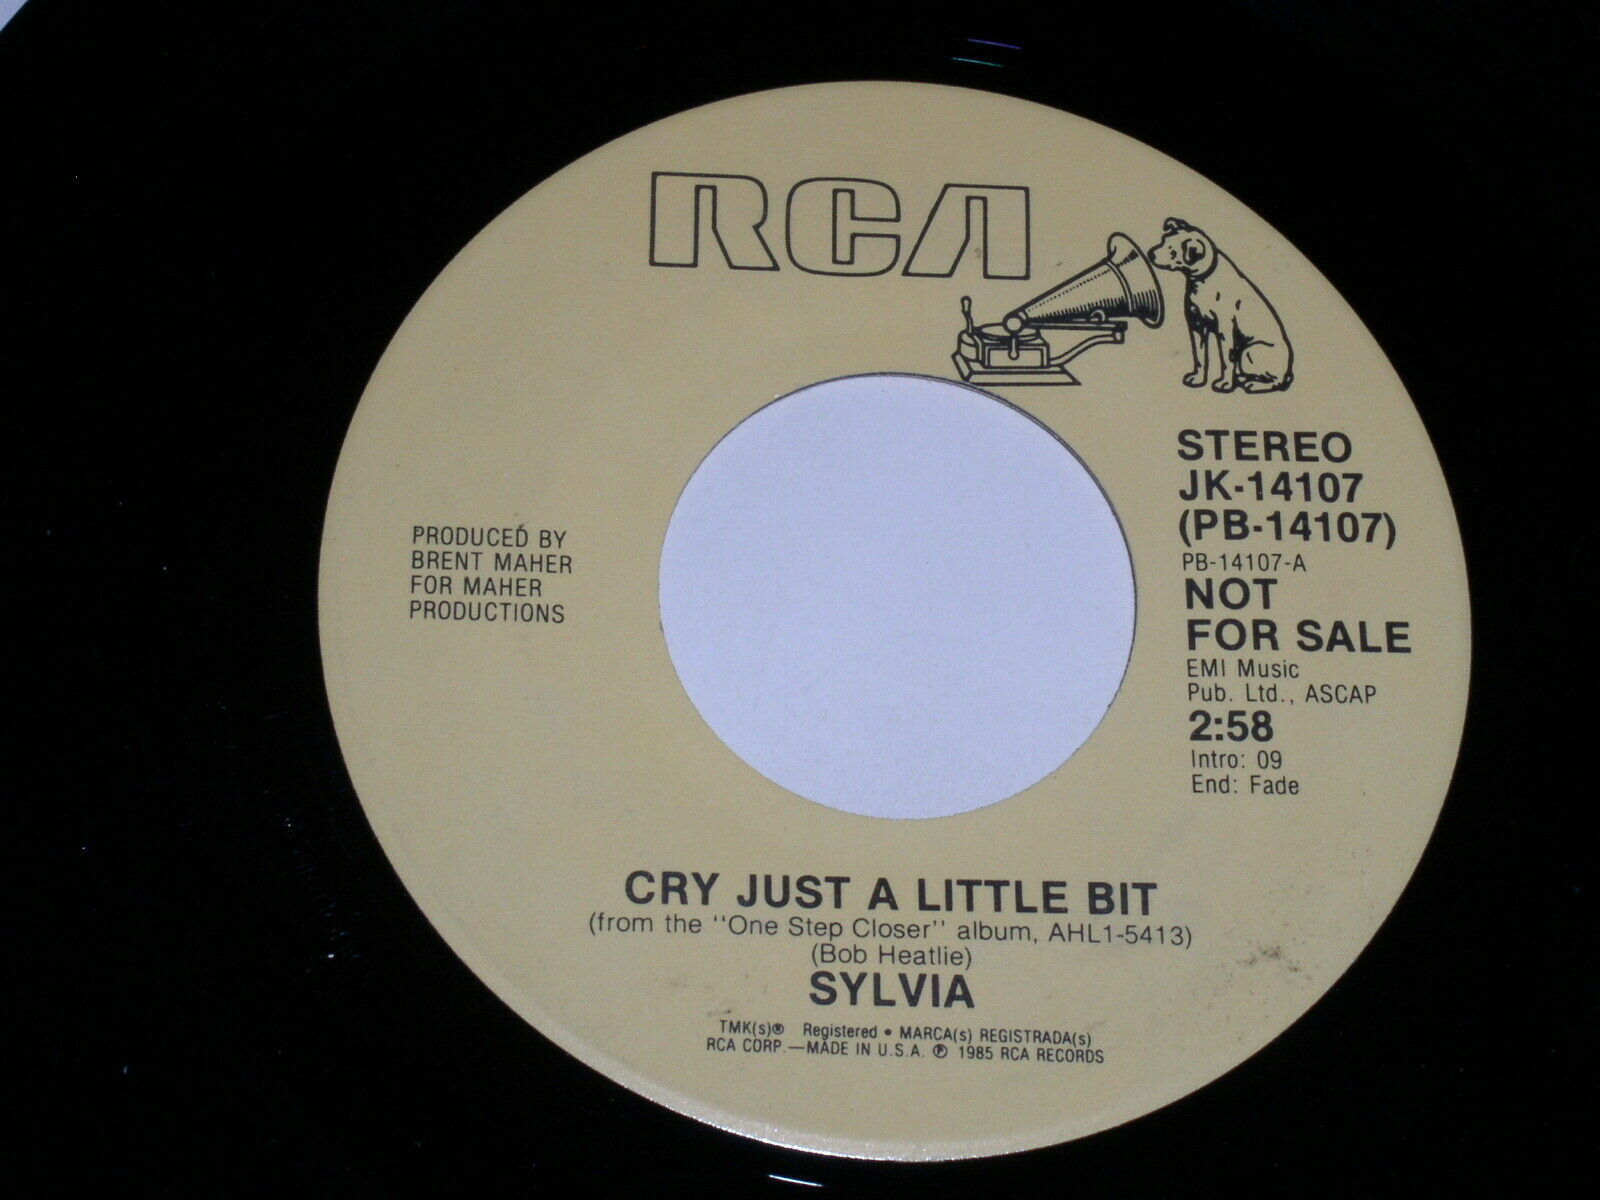 RCA
STEREO
JK-14107
(PB-14107)
PB-14107-A
NOT
FOR SALE
EMI Music
Pub. Ltd., ASCAP
2:58
Intro: 09
End: Fade
PRODUCED BY
BRENT MAHER
FOR MAHER
PRODUCTIONS
CRY JUST A LITTLE BIT
(from the "One Step Closer" album, AHL1-5413)
(Bob Heatlie)
SYLVIA
TMK(s)® Registered • MARCA(s) REGISTRADA(s)
RCA CORP.—MADE IN U.S.A. ℗ 1985 RCA RECORDS